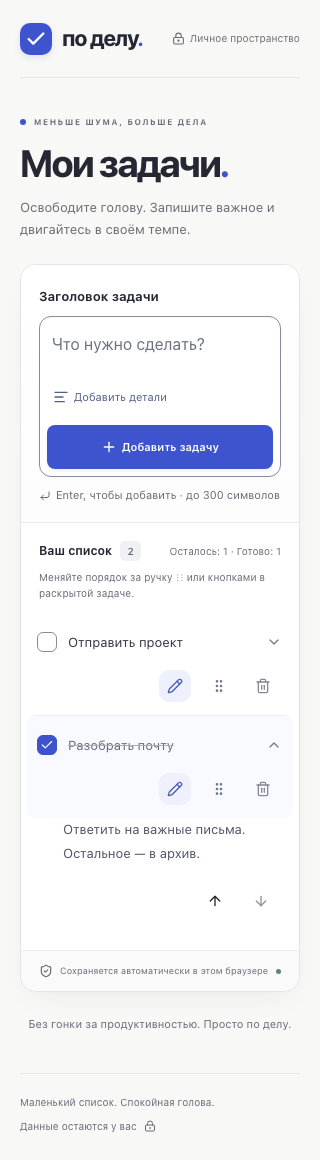 по делу.
Личное пространство
МЕНЬШЕ ШУМА, БОЛЬШЕ ДЕЛА
Мои задачи.
Освободите голову. Запишите важное и
двигайтесь в своём темпе.
Заголовок задачи
Что нужно сделать?
Добавить детали
Добавить задачу
Enter, чтобы добавить · до 300 символов
Ваш список 2
Осталось: 1 · Готово: 1
Меняйте порядок за ручку ⠿ или кнопками в
раскрытой задаче.
Отправить проект
Разобрать почту
Ответить на важные письма.
Остальное — в архив.
Сохраняется автоматически в этом браузере
Без гонки за продуктивностью. Просто по делу.
Маленький список. Спокойная голова.
Данные остаются у вас